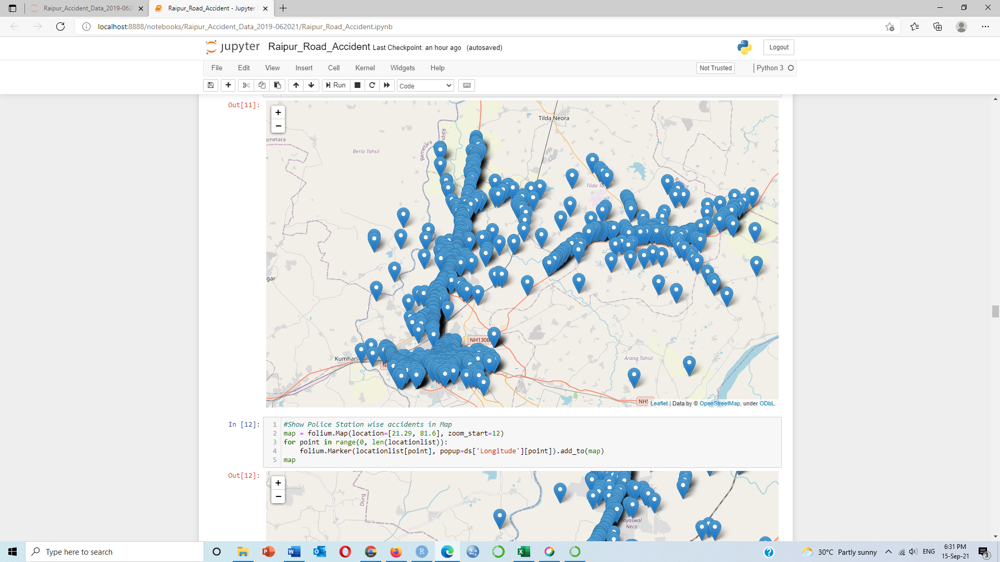 Raipur_Accident_Data_2019-062
Raipur_Road_Accident - Jupyter
localhost:8888/notebooks/Raipur_Accident_Data_2019-062021/Raipur_Road_Accident.ipynb
jupyter Raipur_Road_Accident Last Checkpoint: an hour ago (autosaved)
Logout
File Edit View Insert Cell Kernel Widgets Help
Not Trusted
Python 3
Run
Code
Out[11]:
+
−
Tilda Neora
emetara
Berla Tahsil
Bemetara
Raipur
Tilda
Raipur
gar
NH130B
Kumhari
Arang Tahsil
Leaflet | Data by © OpenStreetMap, under ODbL.
In [12]:
1 #Show Police Station wise accidents in Map
2 map = folium.Map(location=[21.29, 81.6], zoom_start=12)
3 for point in range(0, len(locationlist)):
4 folium.Marker(locationlist[point], popup=ds['Longitude'][point]).add_to(map)
5 map
Out[12]:
+
−
Durg
Jayaswal
Neco
Type here to search
30°C Partly sunny
ENG
6:31 PM
15-Sep-21
3